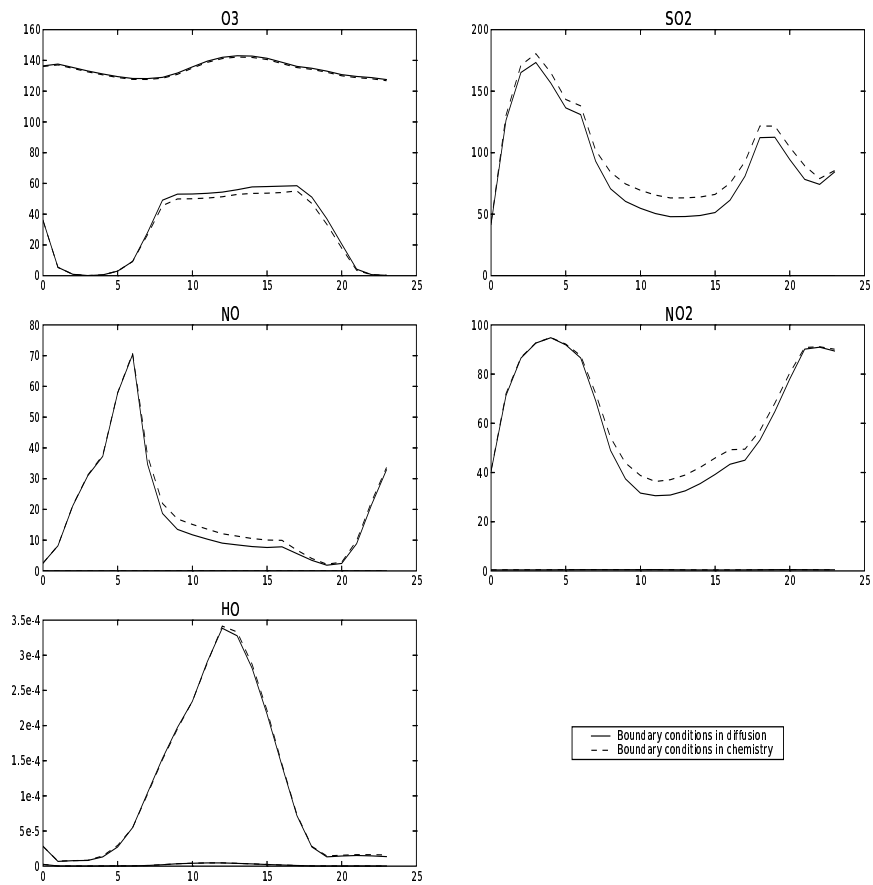 O3
160
140
120
100
80
60
40
20
0
0 5 10 15 20 25
SO2
200
150
100
50
0
0 5 10 15 20 25
NO
80
70
60
50
40
30
20
10
0
0 5 10 15 20 25
NO2
100
80
60
40
20
0
0 5 10 15 20 25
HO
3.5e-4
3e-4
2.5e-4
2e-4
1.5e-4
1e-4
5e-5
0
0 5 10 15 20 25
Boundary conditions in diffusion
Boundary conditions in chemistry